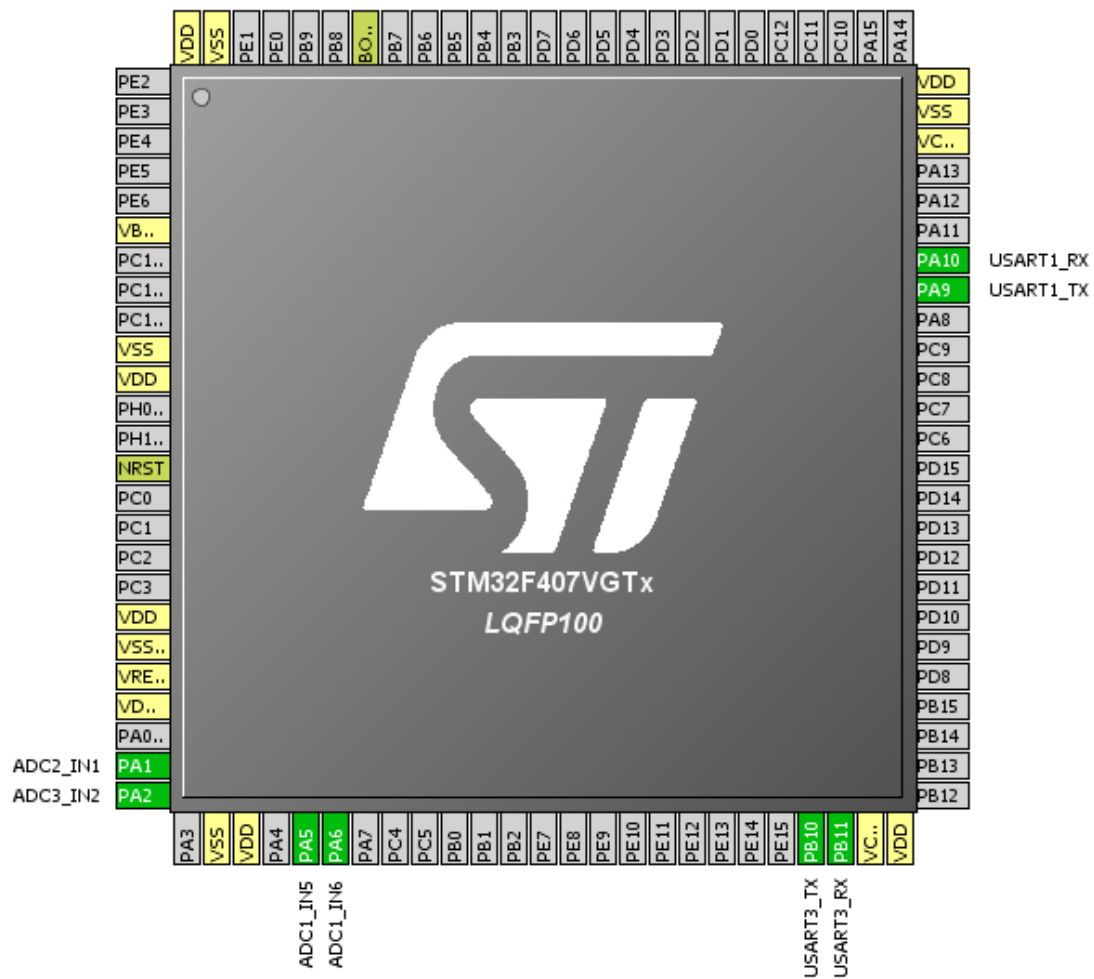 VDD
VSS
PE1
PE0
PB9
PB8
BO..
PB7
PB6
PB5
PB4
PB3
PD7
PD6
PD5
PD4
PD3
PD2
PD1
PD0
PC12
PC11
PC10
PA15
PA14
PE2
PE3
PE4
PE5
PE6
VB..
PC1..
PC1..
PC1..
VSS
VDD
PH0..
PH1..
NRST
PC0
PC1
PC2
PC3
VDD
VSS..
VRE..
VD..
PA0..
ADC2_IN1 PA1
ADC3_IN2 PA2
STM32F407VGTx
LQFP100
VDD
VSS
VC..
PA13
PA12
PA11
PA10 USART1_RX
PA9 USART1_TX
PA8
PC9
PC8
PC7
PC6
PD15
PD14
PD13
PD12
PD11
PD10
PD9
PD8
PB15
PB14
PB13
PB12
PA3
VSS
VDD
PA4
PA5
PA6
PA7
PC4
PC5
PB0
PB1
PB2
PE7
PE8
PE9
PE10
PE11
PE12
PE13
PE14
PE15
PB10
PB11
VC..
VDD
ADC1_IN5
ADC1_IN6
USART3_TX
USART3_RX